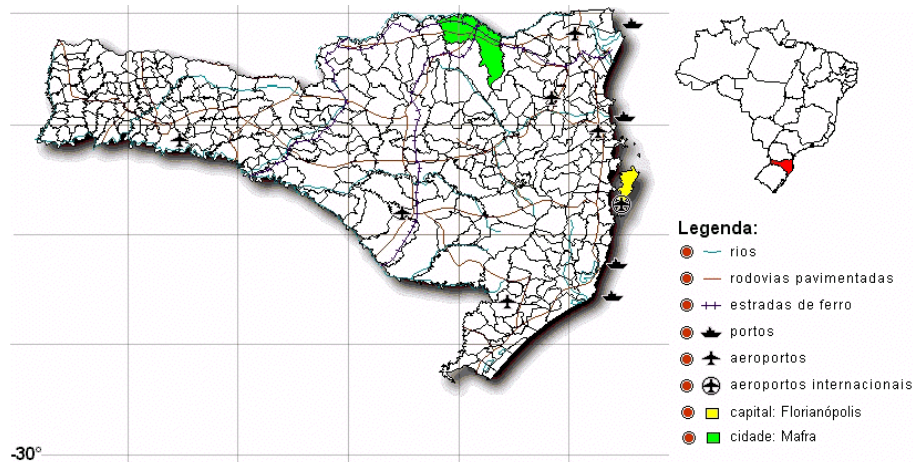 Legenda:
rios
rodovias pavimentadas
estradas de ferro
portos
aeroportos
aeroportos internacionais
capital: Florianópolis
cidade: Mafra
-30°